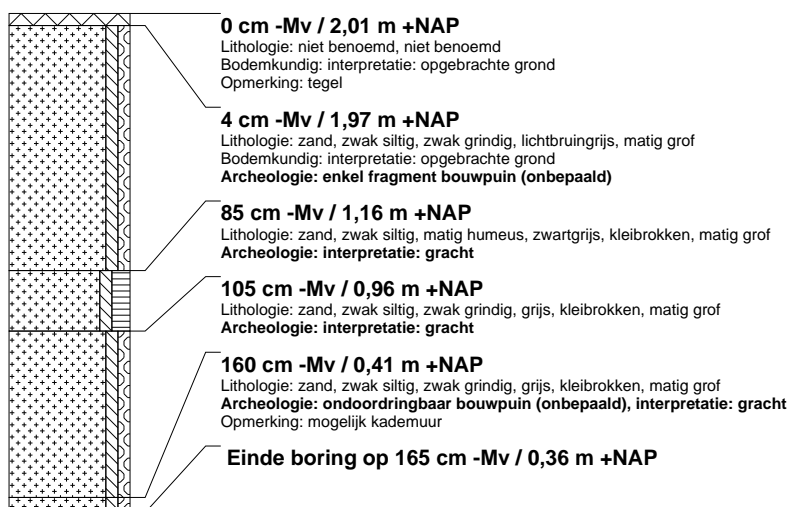 0 cm -Mv / 2,01 m +NAP
Lithologie: niet benoemd, niet benoemd
Bodemkundig: interpretatie: opgebrachte grond
Opmerking: tegel
4 cm -Mv / 1,97 m +NAP
Lithologie: zand, zwak siltig, zwak grindig, lichtbruingrijs, matig grof
Bodemkundig: interpretatie: opgebrachte grond
Archeologie: enkel fragment bouwpuin (onbepaald)
85 cm -Mv / 1,16 m +NAP
Lithologie: zand, zwak siltig, matig humeus, zwartgrijs, kleibrokken, matig grof
Archeologie: interpretatie: gracht
105 cm -Mv / 0,96 m +NAP
Lithologie: zand, zwak siltig, zwak grindig, grijs, kleibrokken, matig grof
Archeologie: interpretatie: gracht
160 cm -Mv / 0,41 m +NAP
Lithologie: zand, zwak siltig, zwak grindig, grijs, kleibrokken, matig grof
Archeologie: ondoordringbaar bouwpuin (onbepaald), interpretatie: gracht
Opmerking: mogelijk kademuur
Einde boring op 165 cm -Mv / 0,36 m +NAP